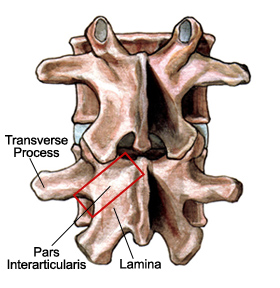 Transverse
Process
Pars
Interarticularis
Lamina